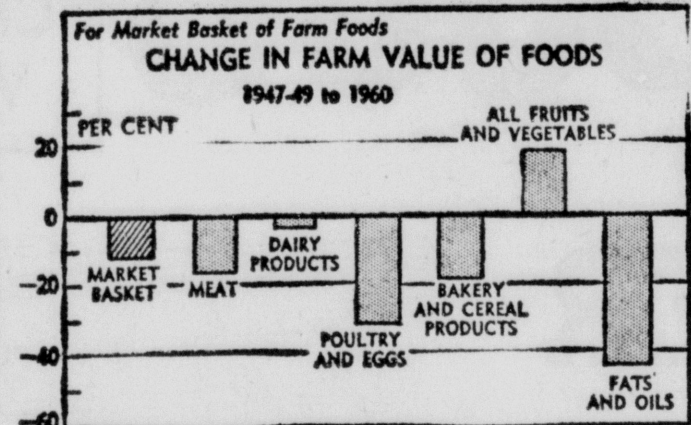 For Market Basket of Farm Foods
CHANGE IN FARM VALUE OF FOODS
1947-49 to 1960
PER CENT
ALL FRUITS
AND VEGETABLES
20
0
DAIRY
PRODUCTS
MARKET
BASKET
-20
MEAT
BAKERY
AND CEREAL
PRODUCTS
POULTRY
AND EGGS
-40
FATS
AND OILS
-60